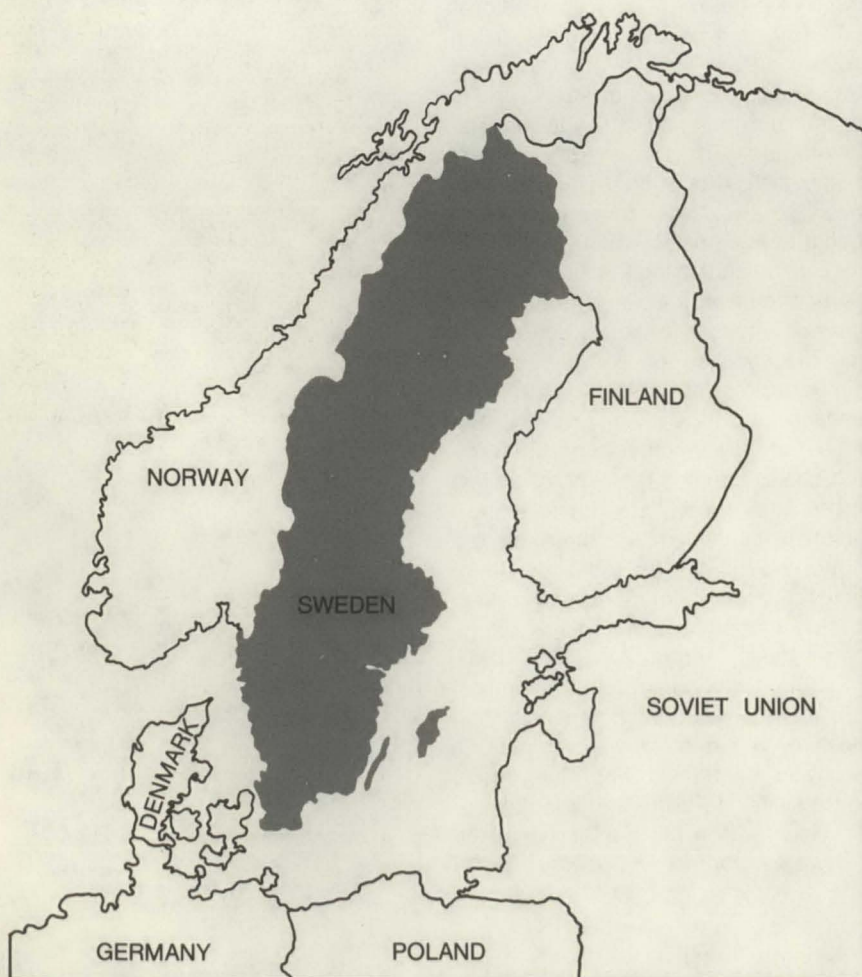 FINLAND
NORWAY
SWEDEN
SOVIET UNION
DENMARK
GERMANY
POLAND